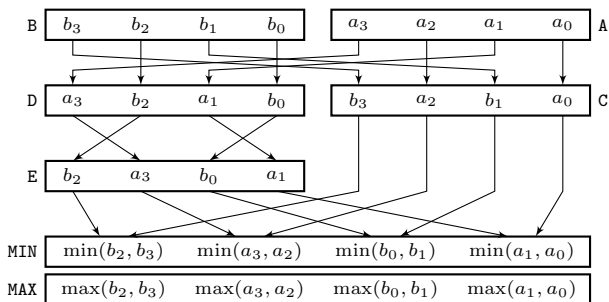 B b₃ b₂ b₁ b₀ a₃ a₂ a₁ a₀ A
D a₃ b₂ a₁ b₀ b₃ a₂ b₁ a₀ C
E b₂ a₃ b₀ a₁
MIN min(b₂, b₃) min(a₃, a₂) min(b₀, b₁) min(a₁, a₀)
MAX max(b₂, b₃) max(a₃, a₂) max(b₀, b₁) max(a₁, a₀)